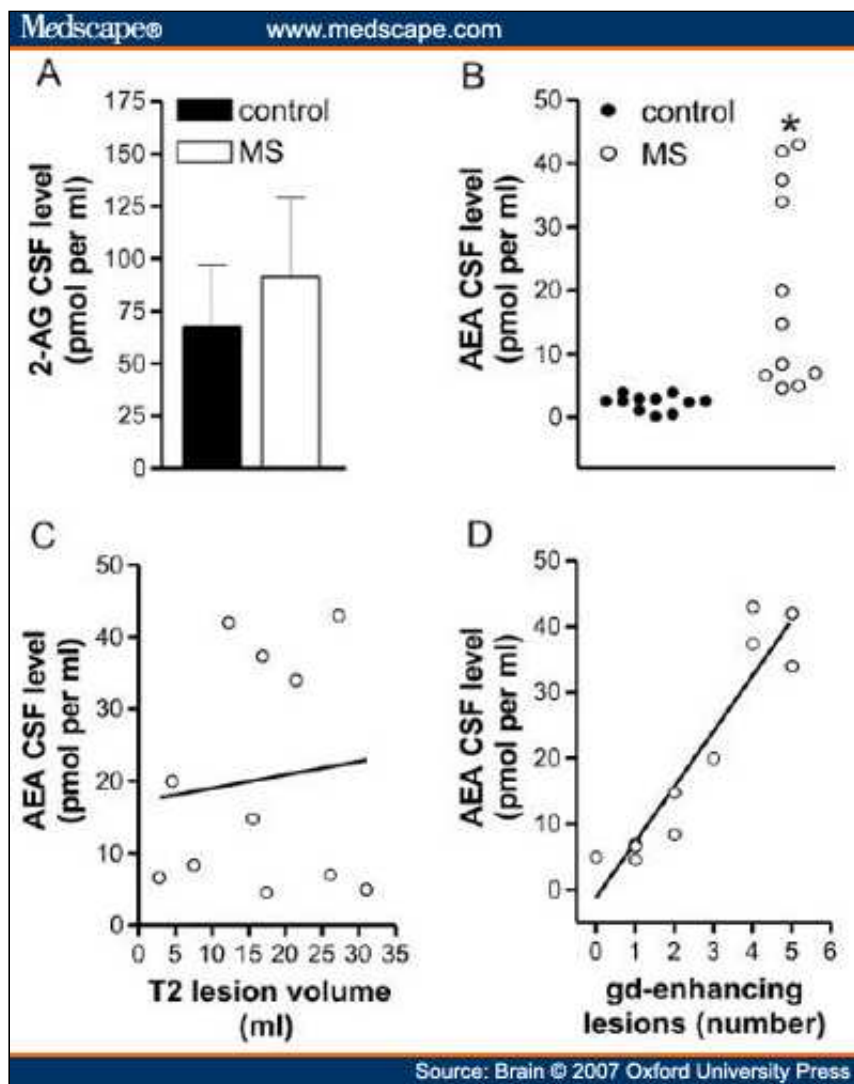 Medscape® www.medscape.com
A
2-AG CSF level
(pmol per ml)
175
150
125
100
75
50
25
0
control
MS
B
AEA CSF level
(pmol per ml)
50
40
30
20
10
0
control
MS
*
C
AEA CSF level
(pmol per ml)
50
40
30
20
10
0
0 5 10 15 20 25 30 35
T2 lesion volume
(ml)
D
AEA CSF level
(pmol per ml)
50
40
30
20
10
0
0 1 2 3 4 5 6
gd-enhancing
lesions (number)
Source: Brain © 2007 Oxford University Press